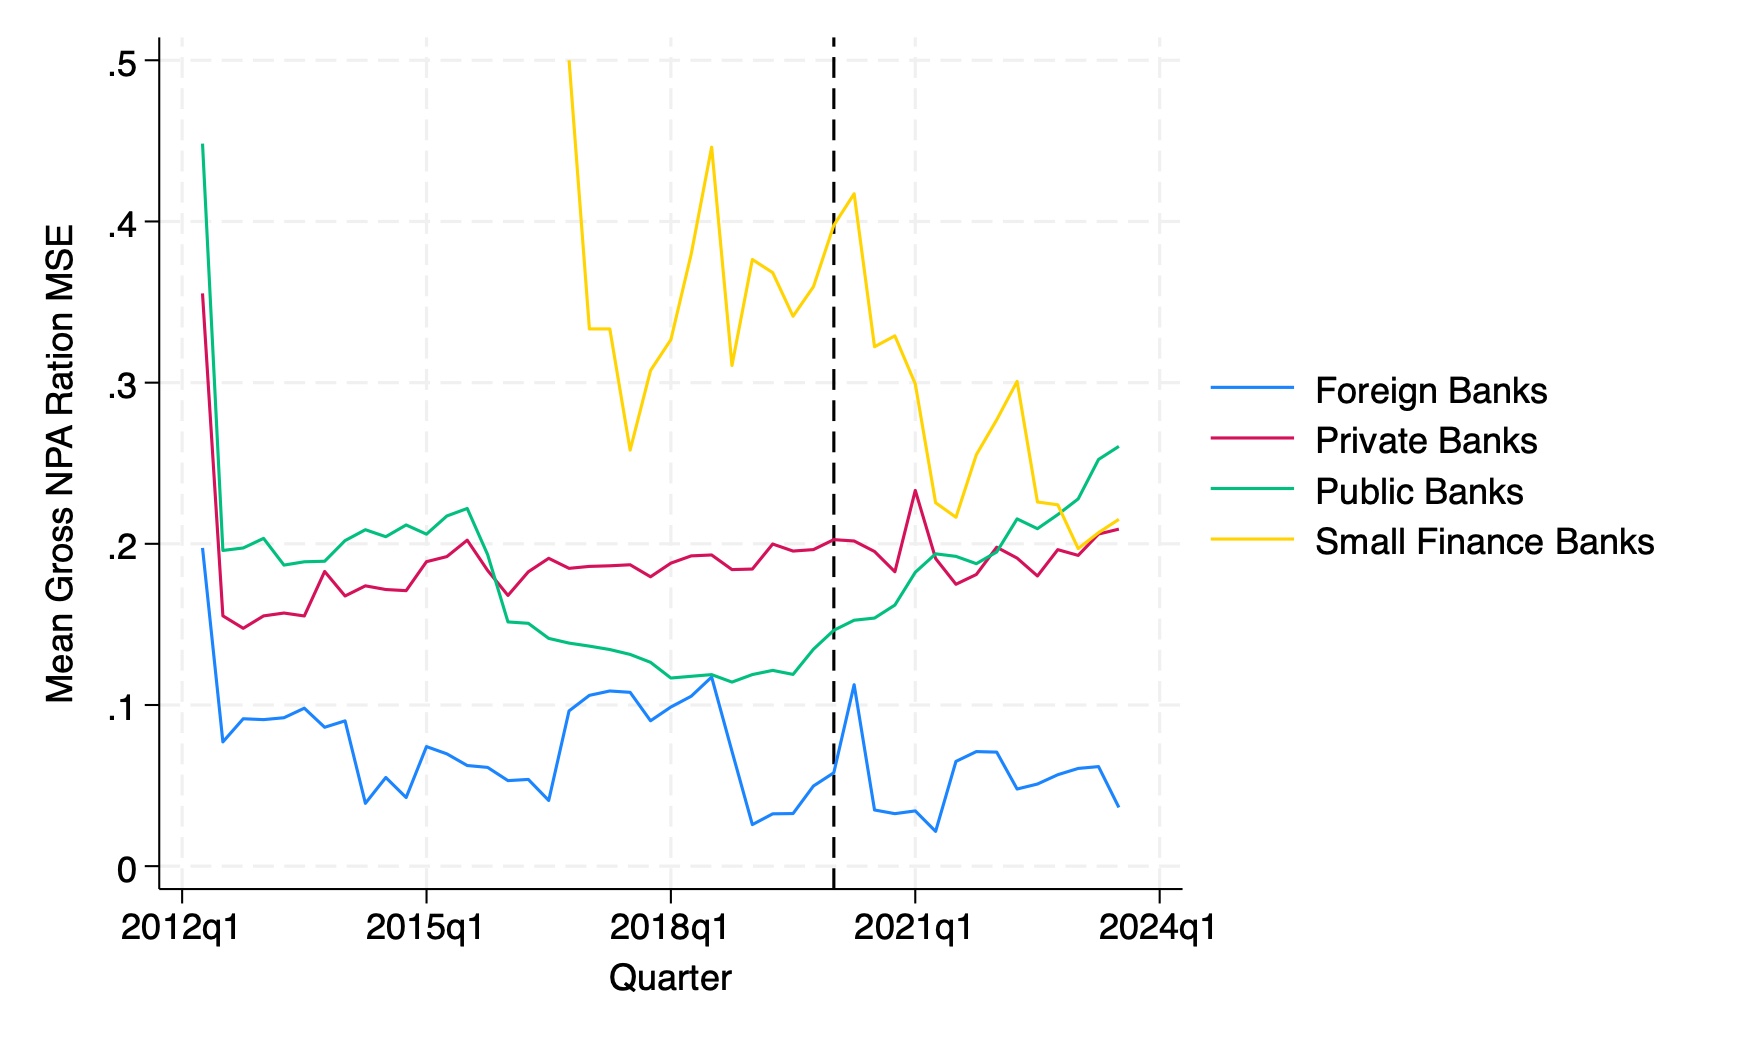 Mean Gross NPA Ration MSE
.5
.4
.3
.2
.1
0
2012q1 2015q1 2018q1 2021q1 2024q1
Quarter
Foreign Banks
Private Banks
Public Banks
Small Finance Banks